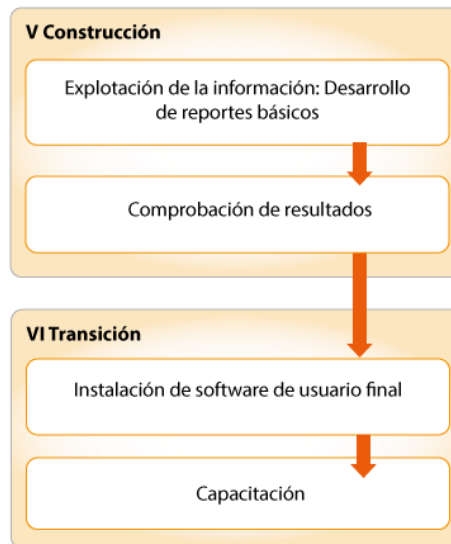 V Construcción
Explotación de la información: Desarrollo
de reportes básicos
Comprobación de resultados
VI Transición
Instalación de software de usuario final
Capacitación